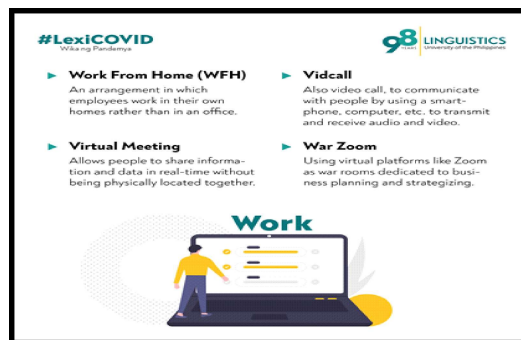 #LexiCOVID
Wika ng Pandemya
98 YEARS
LINGUISTICS
University of the Philippines
Work From Home (WFH)
An arrangement in which
employees work in their own
homes rather than in an office.
Virtual Meeting
Allows people to share informa-
tion and data in real-time without
being physically located together.
Vidcall
Also video call, to communicate
with people by using a smart-
phone, computer, etc. to transmit
and receive audio and video.
War Zoom
Using virtual platforms like Zoom
as war rooms dedicated to busi-
ness planning and strategizing.
Work